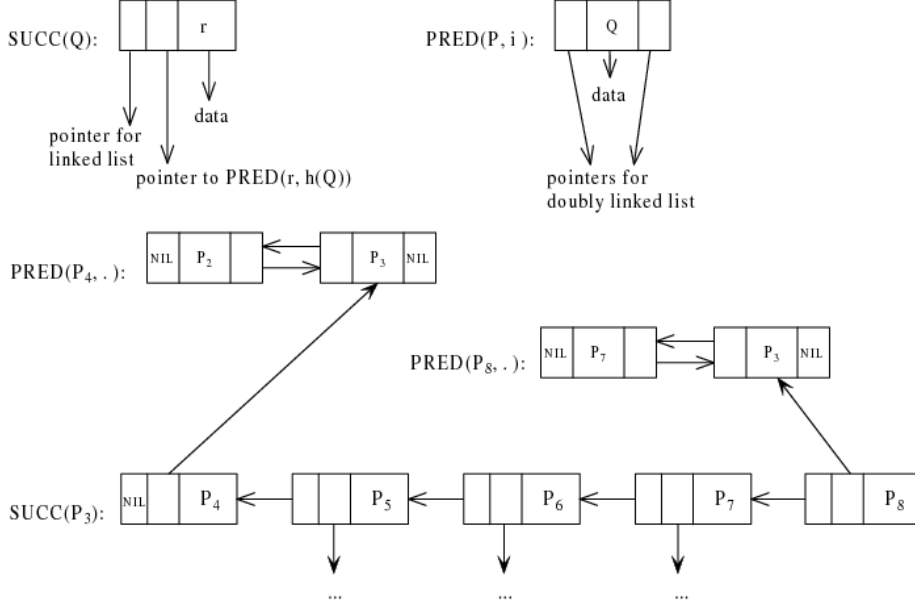 SUCC(Q): r
PRED(P, i ): Q
data
data
pointer for
linked list
pointer to PRED(r, h(Q))
pointers for
doubly linked list
PRED(P4, . ): NIL P2 P3 NIL
PRED(P8, . ): NIL P7 P3 NIL
SUCC(P3): NIL P4 P5 P6 P7 P8
... ... ...